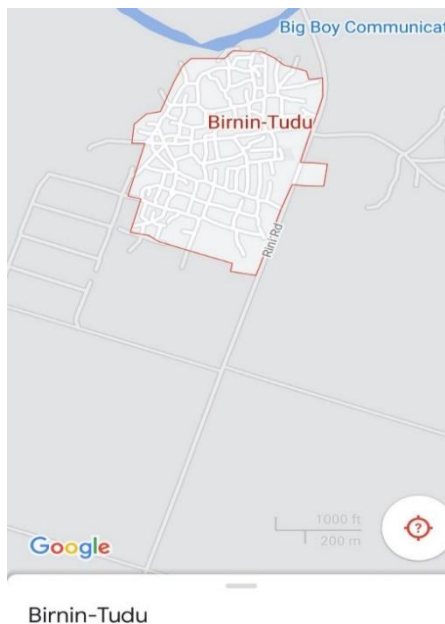 Big Boy Communicat
Birnin-Tudu
Rini Rd
1000 ft
200 m
?
Google
Birnin-Tudu